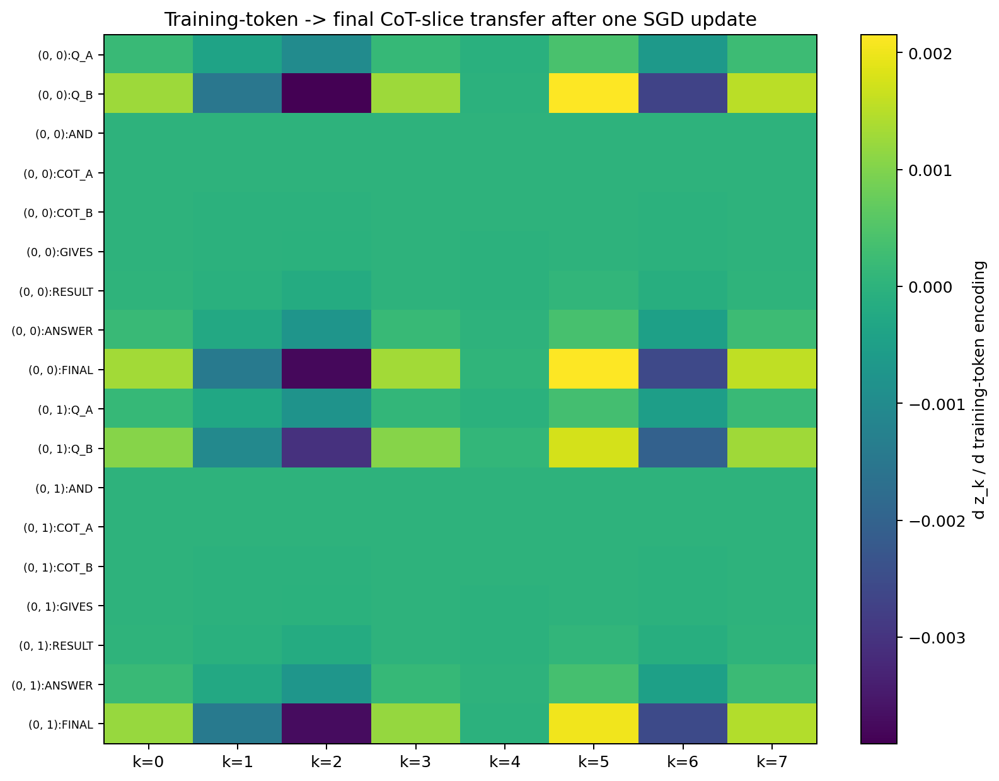 Training-token -> final CoT-slice transfer after one SGD update
(0, 0):Q_A
(0, 0):Q_B
(0, 0):AND
(0, 0):COT_A
(0, 0):COT_B
(0, 0):GIVES
(0, 0):RESULT
(0, 0):ANSWER
(0, 0):FINAL
(0, 1):Q_A
(0, 1):Q_B
(0, 1):AND
(0, 1):COT_A
(0, 1):COT_B
(0, 1):GIVES
(0, 1):RESULT
(0, 1):ANSWER
(0, 1):FINAL
k=0 k=1 k=2 k=3 k=4 k=5 k=6 k=7
0.002
0.001
0.000
−0.001
−0.002
−0.003
d z_k / d training-token encoding